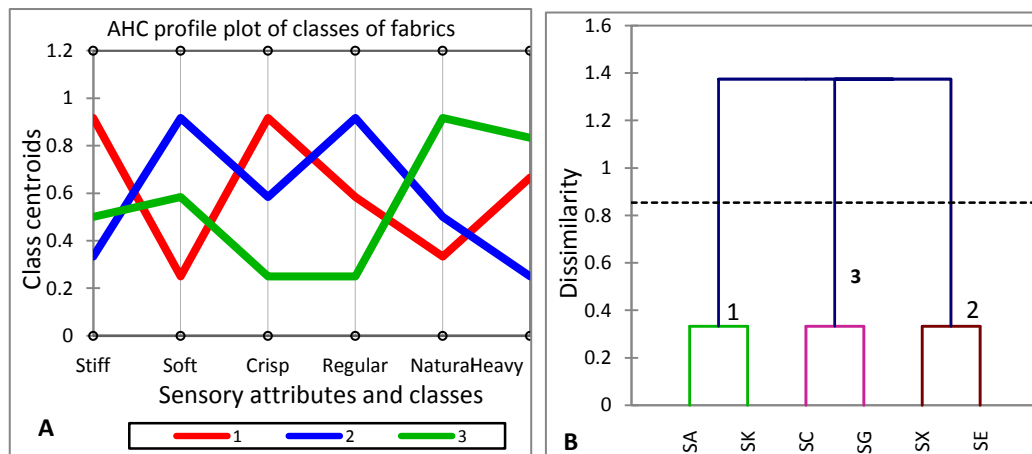 AHC profile plot of classes of fabrics
1.2
1
0.8
0.6
0.4
0.2
0
Class centroids
Stiff Soft Crisp Regular Natura Heavy
Sensory attributes and classes
A
1 2 3
1.6
1.4
1.2
1
0.8
0.6
0.4
0.2
0
Dissimilarity
3
1
2
SA SK SC SG SX SE
B